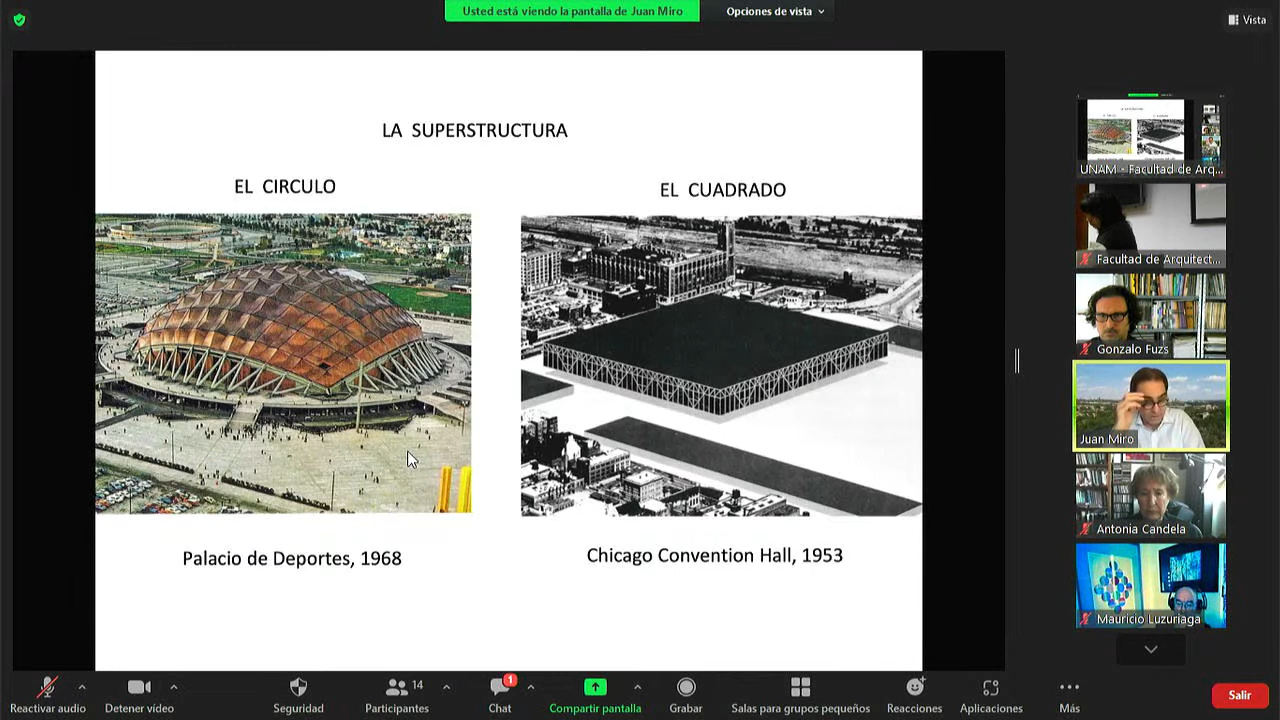 Usted está viendo la pantalla de Juan Miro
Opciones de vista
Vista
LA SUPERSTRUCTURA
EL CIRCULO
EL CUADRADO
Palacio de Deportes, 1968
Chicago Convention Hall, 1953
UNAM - Facultad de Arq...
Facultad de Arquitect...
Gonzalo Fuzs
Juan Miro
Antonia Candela
Mauricio Luzuriaga
Reactivar audio
Detener vídeo
Seguridad
Participantes
14
Chat
1
Compartir pantalla
Grabar
Salas para grupos pequeños
Reacciones
Aplicaciones
Más
Salir